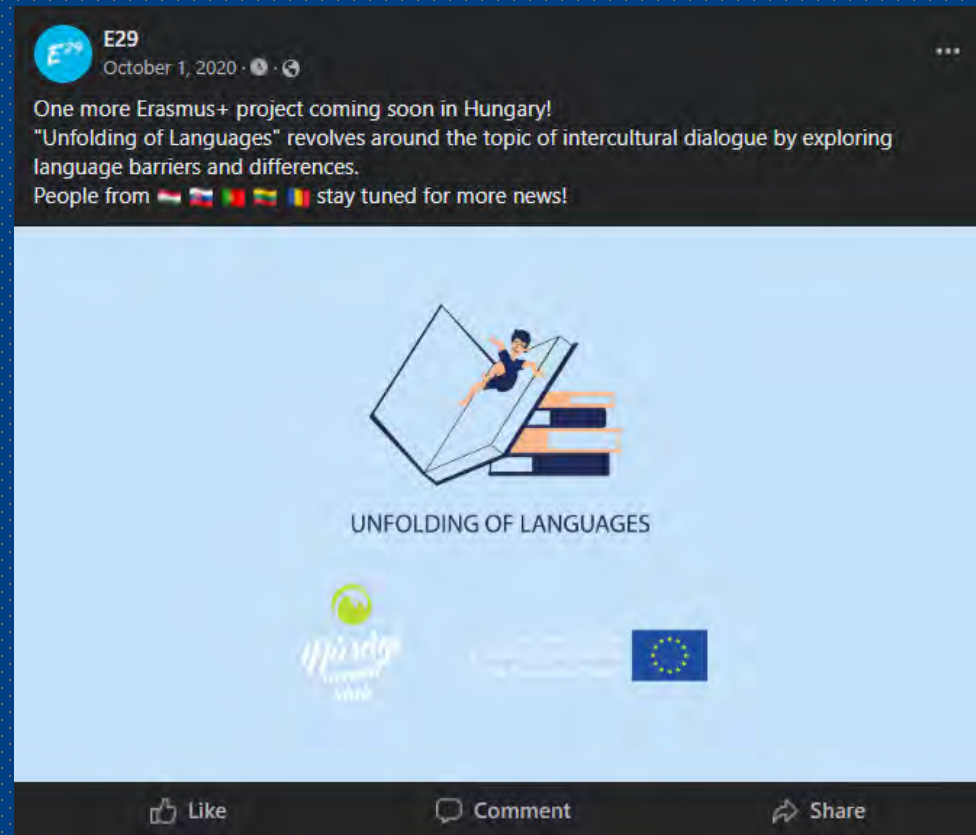 E29
E29
October 1, 2020
One more Erasmus+ project coming soon in Hungary!
"Unfolding of Languages" revolves around the topic of intercultural dialogue by exploring
language barriers and differences.
People from 🇭🇺 🇸🇰 🇵🇹 🇱🇹 🇷🇴 stay tuned for more news!
UNFOLDING OF LANGUAGES
Like
Comment
Share